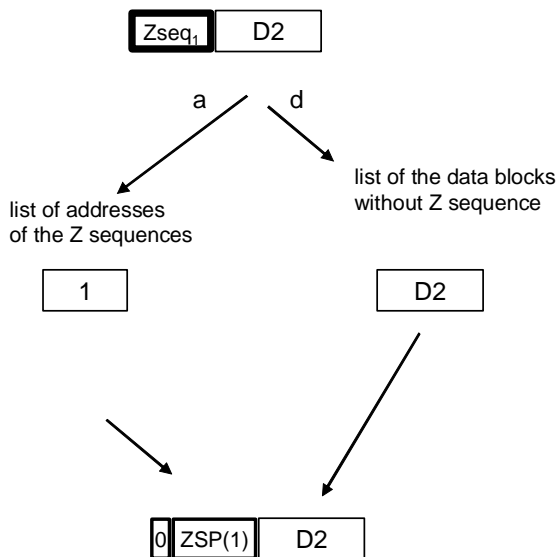 Zseq₁ D2
a d
list of addresses
of the Z sequences
list of the data blocks
without Z sequence
1 D2
0 ZSP(1) D2